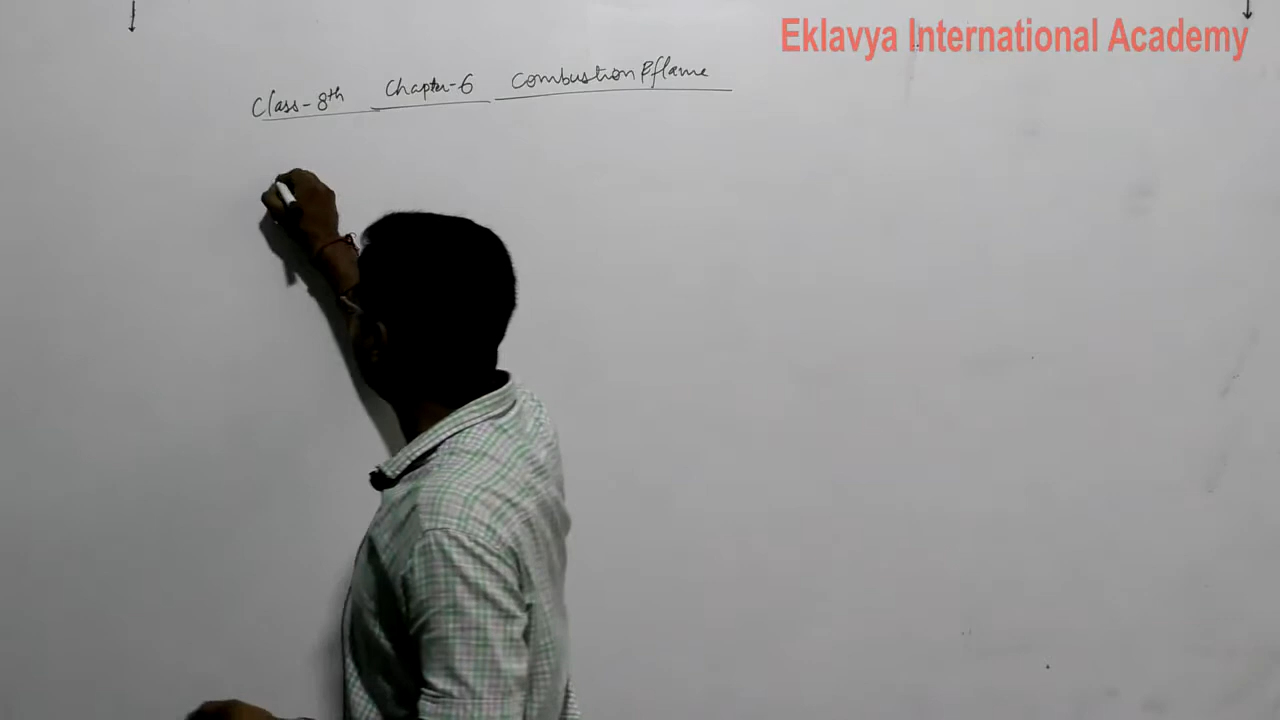 Eklavya International Academy
Class-8th Chapter-6 Combustion & flame